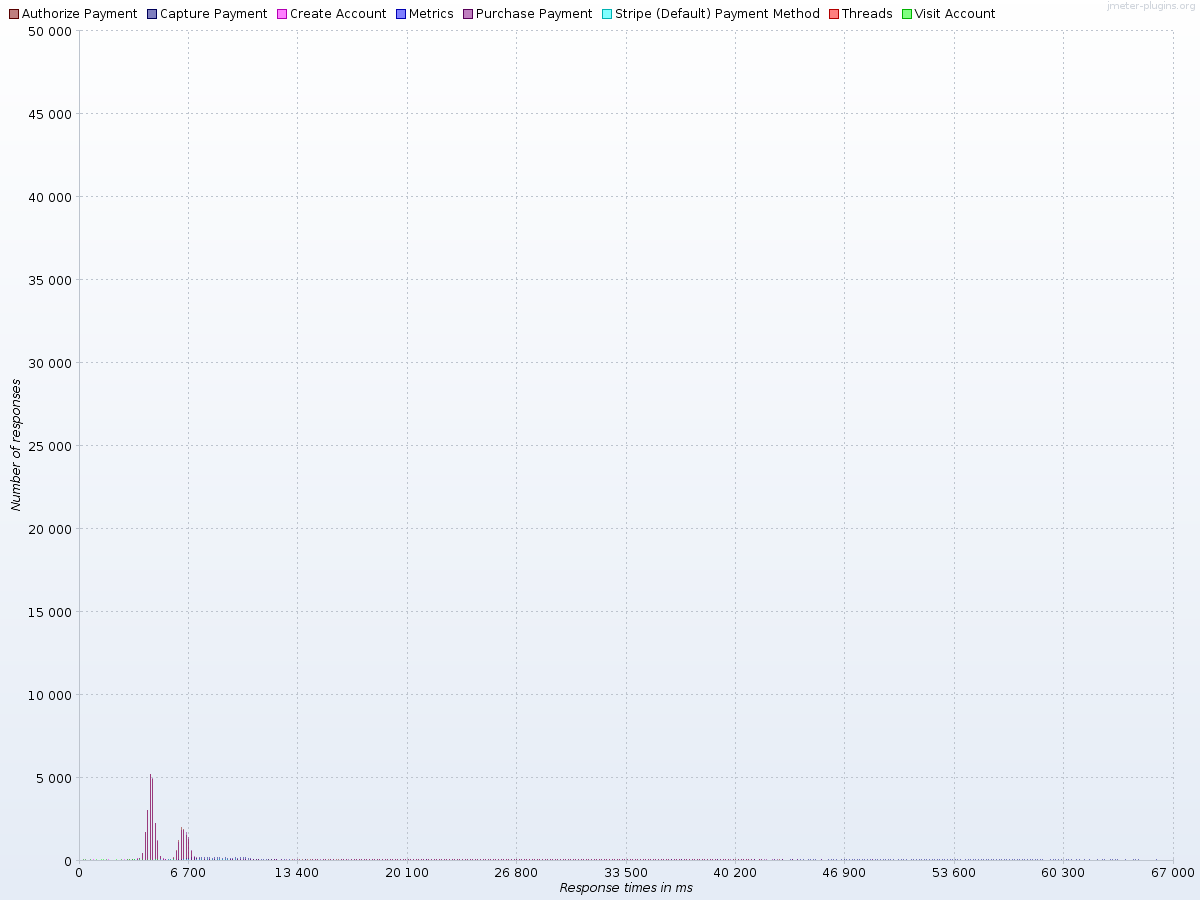 jmeter-plugins.org
Authorize Payment Capture Payment Create Account Metrics Purchase Payment Stripe (Default) Payment Method Threads Visit Account
50 000
45 000
40 000
35 000
30 000
25 000
20 000
15 000
10 000
5 000
0
Number of responses
0 6 700 13 400 20 100 26 800 33 500 40 200 46 900 53 600 60 300 67 000
Response times in ms